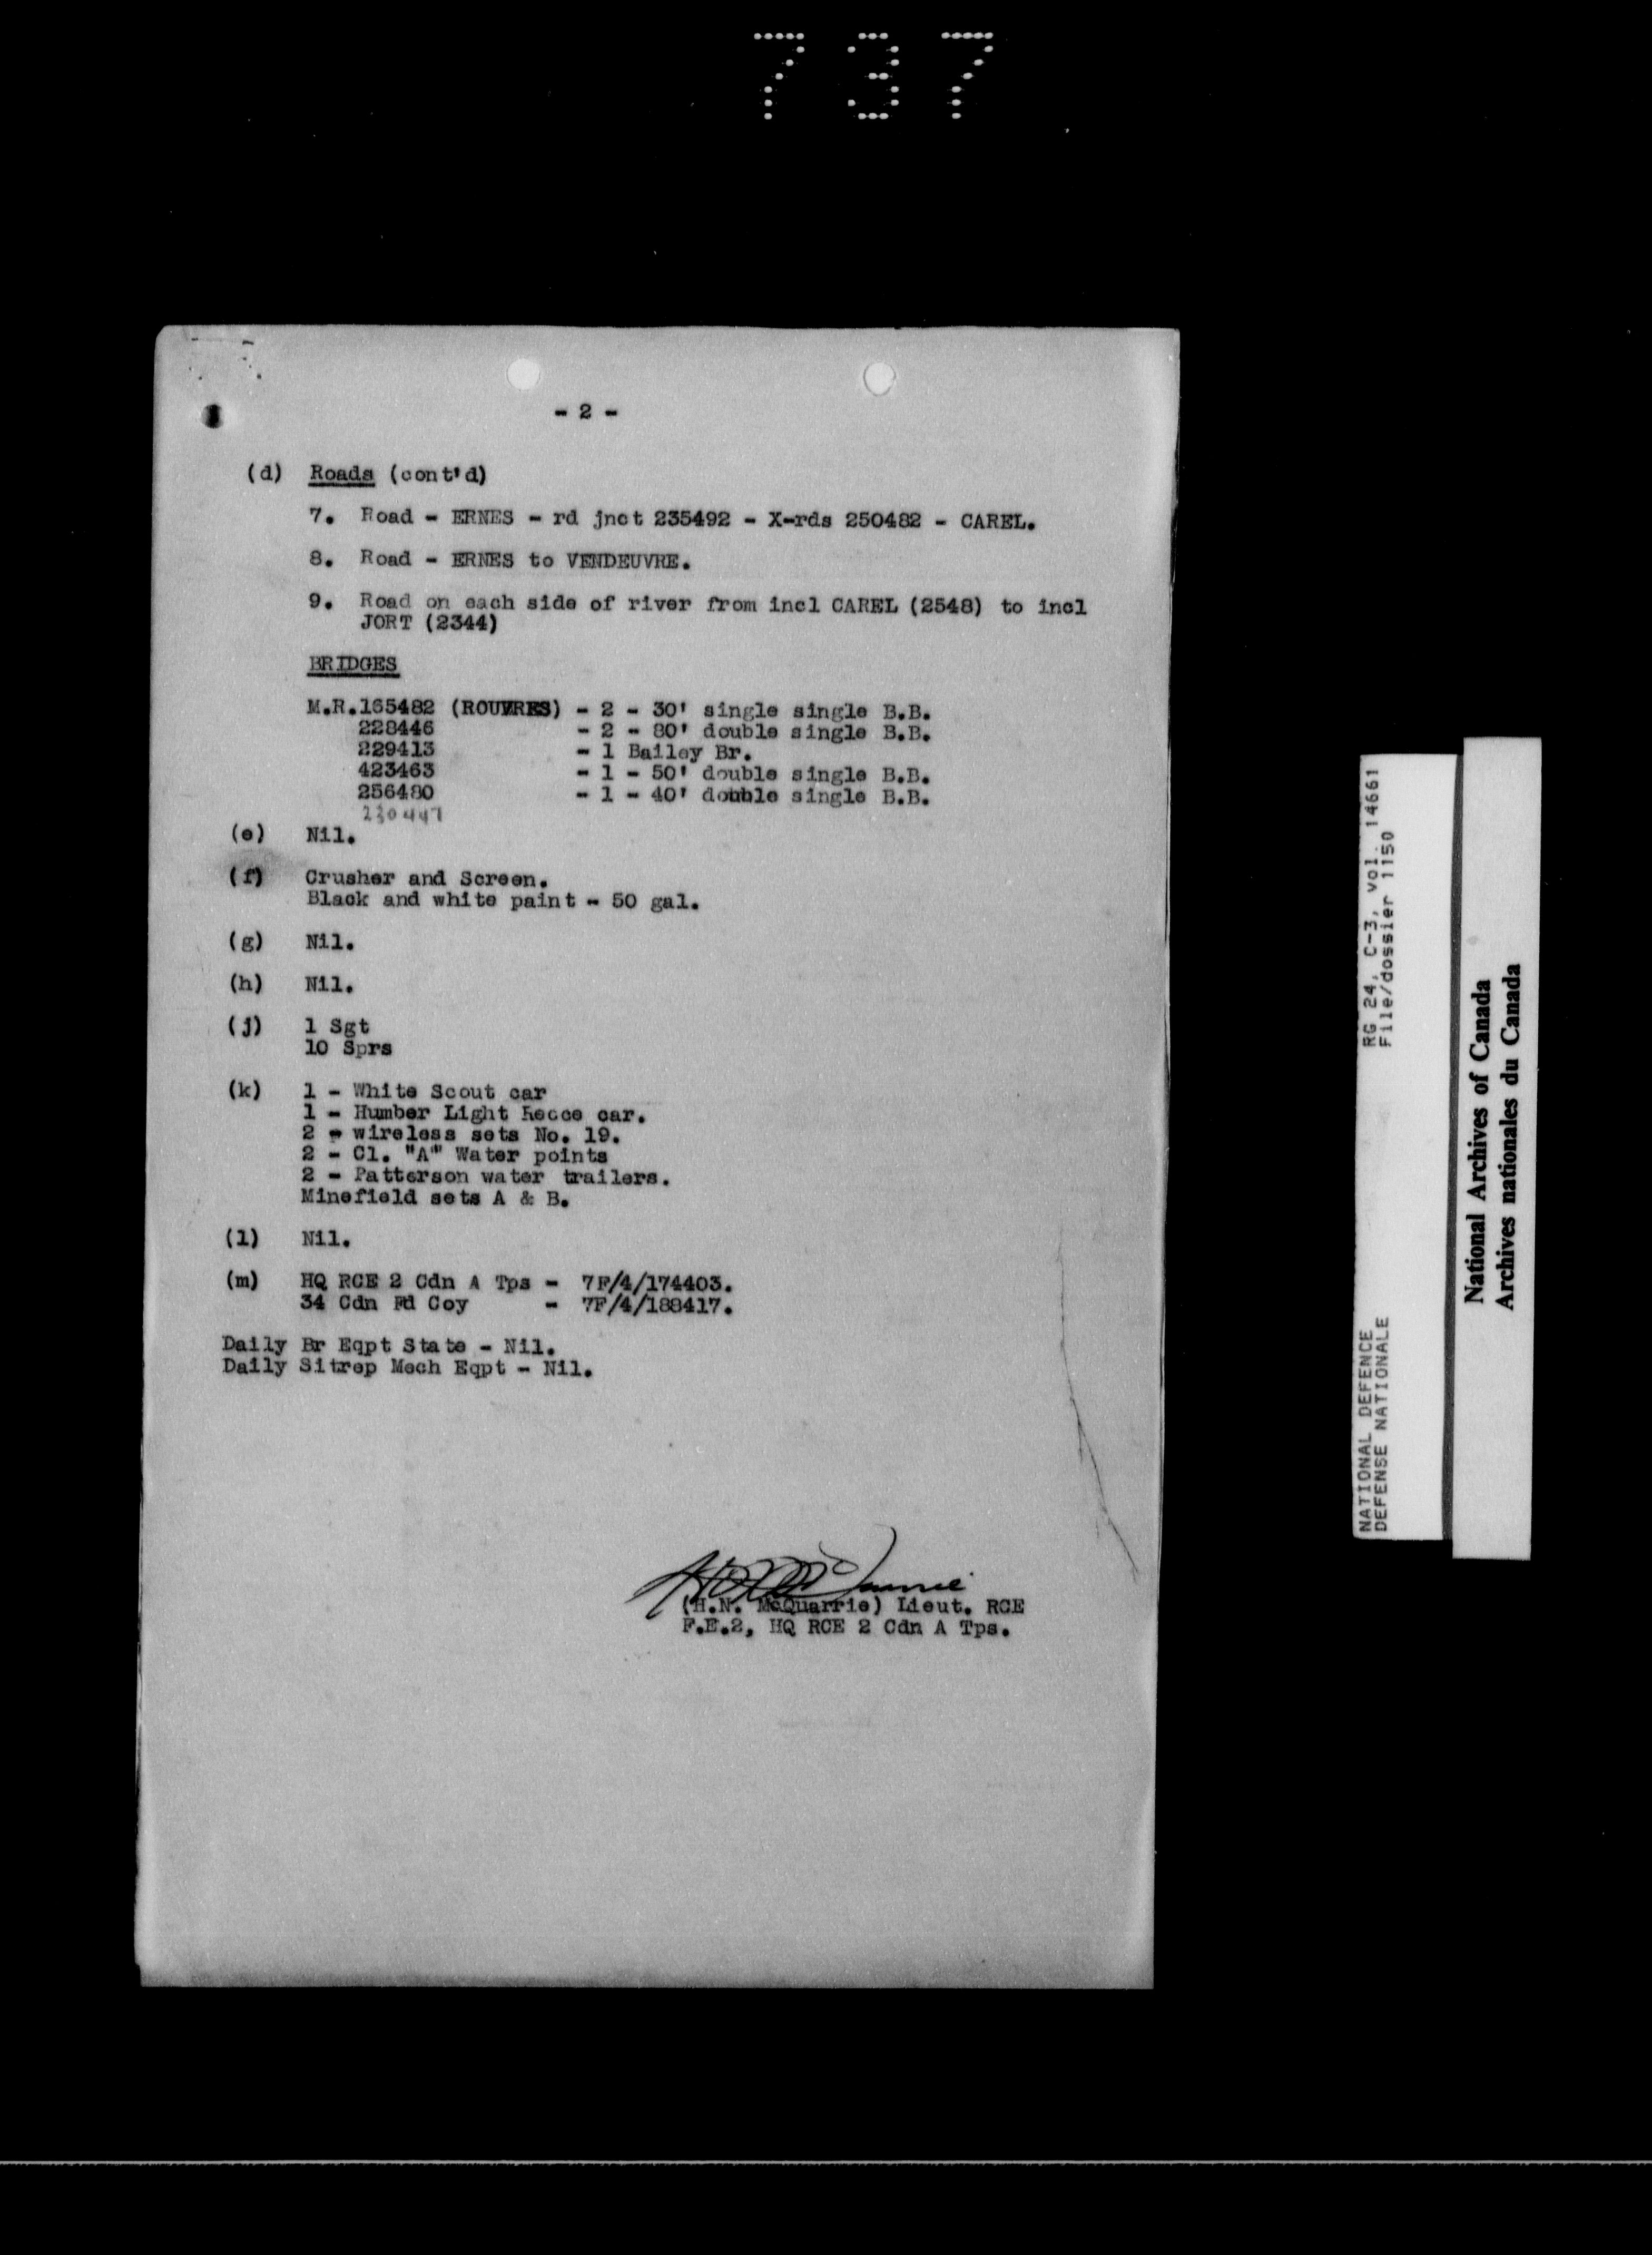 737
- 2 -
(d) Roads (cont'd)
7. Road - ERNES - rd jnct 235492 - X-rds 250482 - CAREL.
8. Road - ERNES to VENDEUVRE.
9. Road on each side of river from incl CAREL (2548) to incl
JORT (2344)
BRIDGES
M.R.165482 (ROUVRES) - 2 - 30' single single B.B.
228446 - 2 - 80' double single B.B.
229413 - 1 Bailey Br.
423463 - 1 - 50' double single B.B.
256480 - 1 - 40' double single B.B.
230447
(e) Nil.
(f) Crusher and Screen.
Black and white paint - 50 gal.
(g) Nil.
(h) Nil.
(j) 1 Sgt
10 Sprs
(k) 1 - White Scout car
1 - Humber Light Recce car.
2 - wireless sets No. 19.
2 - Cl. "A" Water points
2 - Patterson water trailers.
Minefield sets A & B.
(l) Nil.
(m) HQ RCE 2 Cdn A Tps - 7F/4/174403.
34 Cdn Fd Coy - 7F/4/188417.
Daily Br Eqpt State - Nil.
Daily Sitrep Mech Eqpt - Nil.
(H.N. McQuarrie) Lieut. RCE
F.E.2, HQ RCE 2 Cdn A Tps.
NATIONAL DEFENCE RG 24, C-3, vol. 14661
DEFENSE NATIONALE File/dossier 1150
National Archives of Canada
Archives nationales du Canada